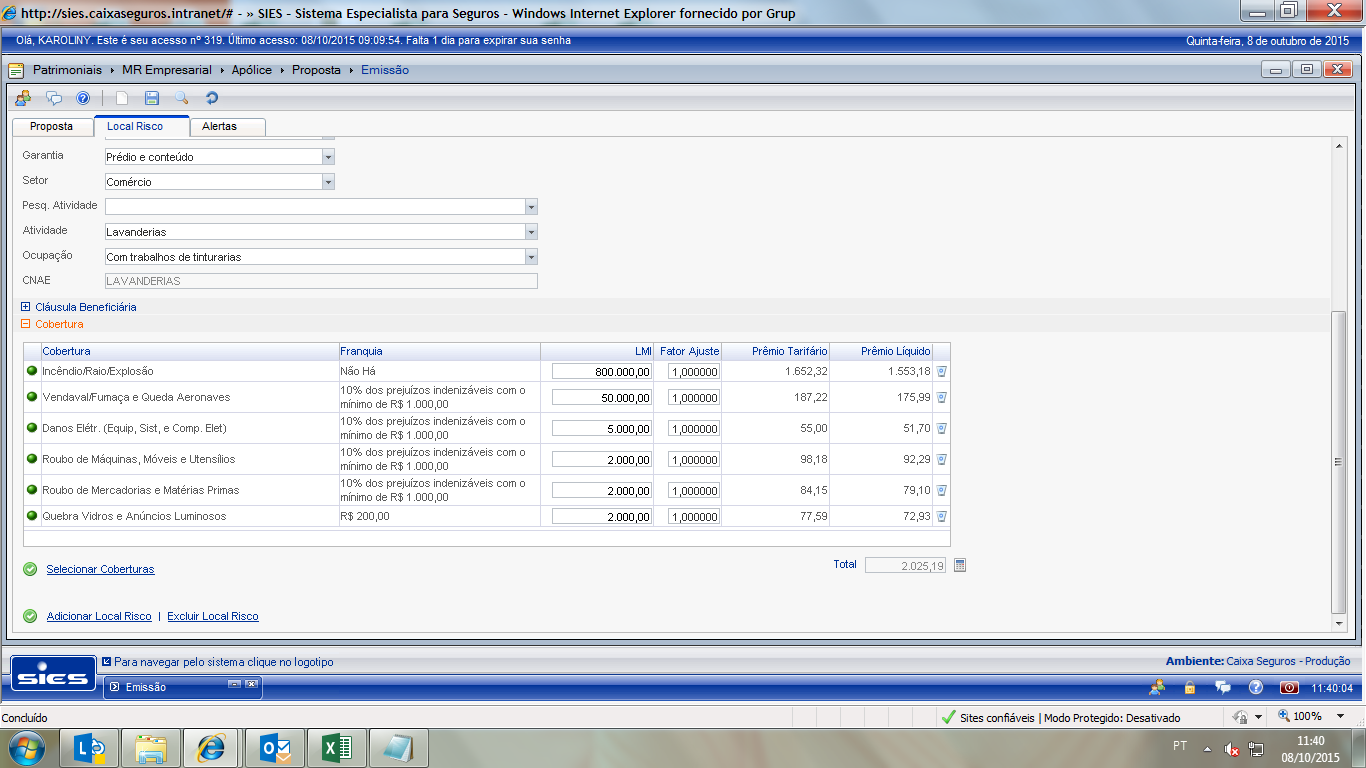 http://sies.caixaseguros.intranet/# - » SIES - Sistema Especialista para Seguros - Windows Internet Explorer fornecido por Grup
Olá, KAROLINY. Este é seu acesso nº 319. Último acesso: 08/10/2015 09:09:54. Falta 1 dia para expirar sua senha
Quinta-feira, 8 de outubro de 2015
Patrimoniais › MR Empresarial › Apólice › Proposta › Emissão
Proposta Local Risco Alertas
Garantia Prédio e conteúdo
Setor Comércio
Pesq. Atividade
Atividade Lavanderias
Ocupação Com trabalhos de tinturarias
CNAE LAVANDERIAS
Cláusula Beneficiária
Cobertura
Cobertura Franquia LMI Fator Ajuste Prêmio Tarifário Prêmio Líquido
Incêndio/Raio/Explosão Não Há 800.000,00 1,000000 1.652,32 1.553,18
Vendaval/Fumaça e Queda Aeronaves 10% dos prejuízos indenizáveis com o
mínimo de R$ 1.000,00 50.000,00 1,000000 187,22 175,99
Danos Elétr. (Equip, Sist, e Comp. Elet) 10% dos prejuízos indenizáveis com o
mínimo de R$ 1.000,00 5.000,00 1,000000 55,00 51,70
Roubo de Máquinas, Móveis e Utensílios 10% dos prejuízos indenizáveis com o
mínimo de R$ 1.000,00 2.000,00 1,000000 98,18 92,29
Roubo de Mercadorias e Matérias Primas 10% dos prejuízos indenizáveis com o
mínimo de R$ 1.000,00 2.000,00 1,000000 84,15 79,10
Quebra Vidros e Anúncios Luminosos R$ 200,00 2.000,00 1,000000 77,59 72,93
Selecionar Coberturas
Total 2.025,19
Adicionar Local Risco | Excluir Local Risco
sies
Para navegar pelo sistema clique no logotipo
Ambiente: Caixa Seguros - Produção
Emissão
11:40:04
Concluído
Sites confiáveis | Modo Protegido: Desativado
100%
PT
11:40
08/10/2015